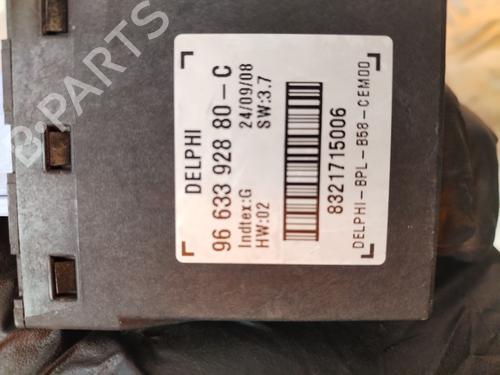 DELPHI
96 633 928 80-C
Indtex:G 24/09/08
HW:02 SW:3.7
8321715006
DELPHI-BPL-B58-CEM00
B-PARTS